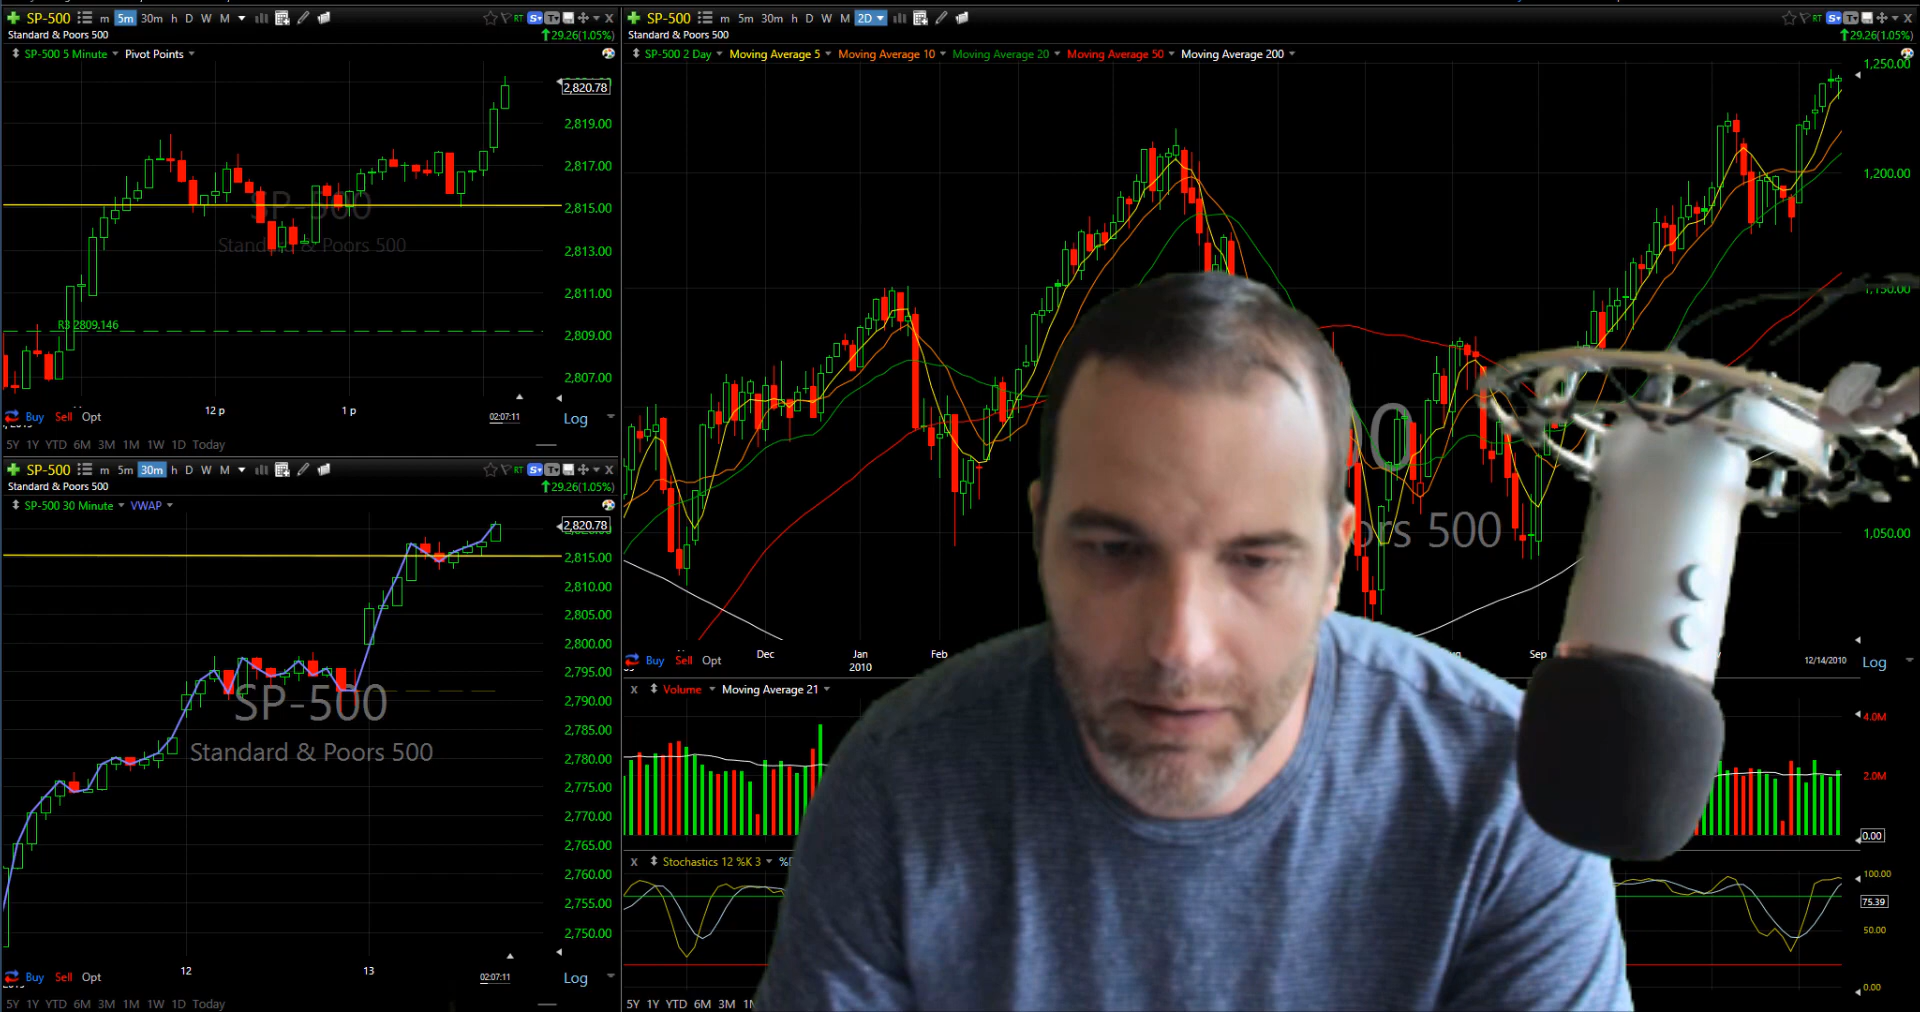 SP-500 m 5m 30m h D W M RT S T X
Standard & Poors 500 29.26(1.05%)
SP-500 5 Minute Pivot Points
2,820.78
2,819.00
2,817.00
SP-500
2,815.00
Standard & Poors 500
2,813.00
2,811.00
R3 2809.146
2,809.00
2,807.00
12 p 1 p
Buy Sell Opt 02:07:11 Log
5Y 1Y YTD 6M 3M 1M 1W 1D Today
SP-500 m 5m 30m h D W M RT S T X
Standard & Poors 500 29.26(1.05%)
SP-500 30 Minute VWAP
2,820.78
2,815.00
2,810.00
2,805.00
2,800.00
2,795.00
SP-500
2,790.00
2,785.00
Standard & Poors 500
2,780.00
2,775.00
2,770.00
2,765.00
2,760.00
2,755.00
2,750.00
12 13
Buy Sell Opt 02:07:11 Log
5Y 1Y YTD 6M 3M 1M 1W 1D Today
SP-500 m 5m 30m h D W M 2D RT S T X
Standard & Poors 500 29.26(1.05%)
SP-500 2 Day Moving Average 5 Moving Average 10 Moving Average 20 Moving Average 50 Moving Average 200
1,250.00
1,200.00
1,150.00
0
ors 500
1,050.00
Dec Jan Feb Sep
2010
12/14/2010
Buy Sell Opt Log
X Volume Moving Average 21
4.0M
2.0M
0.00
X Stochastics 12 %K 3
100.00
75.39
50.00
0.00
5Y 1Y YTD 6M 3M